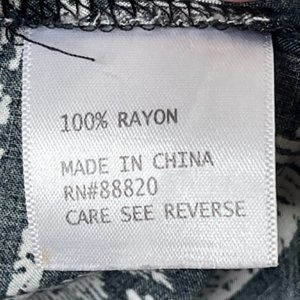 100% RAYON
MADE IN CHINA
RN#88820
CARE SEE REVERSE